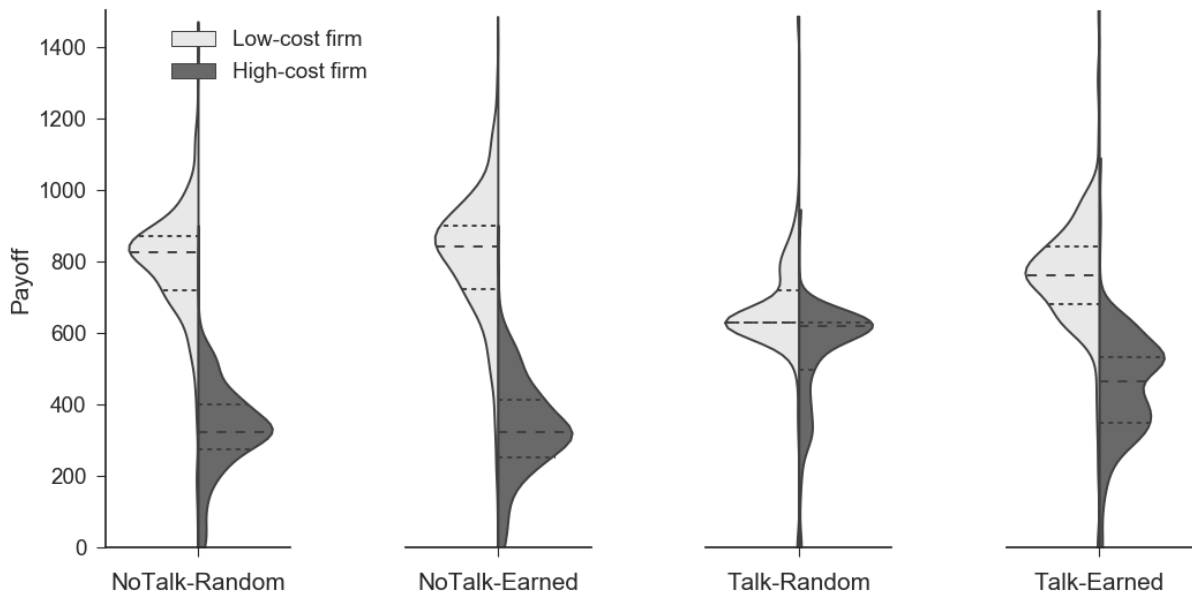 1400
1200
1000
800
600
400
200
0
Payoff
Low-cost firm
High-cost firm
NoTalk-Random
NoTalk-Earned
Talk-Random
Talk-Earned